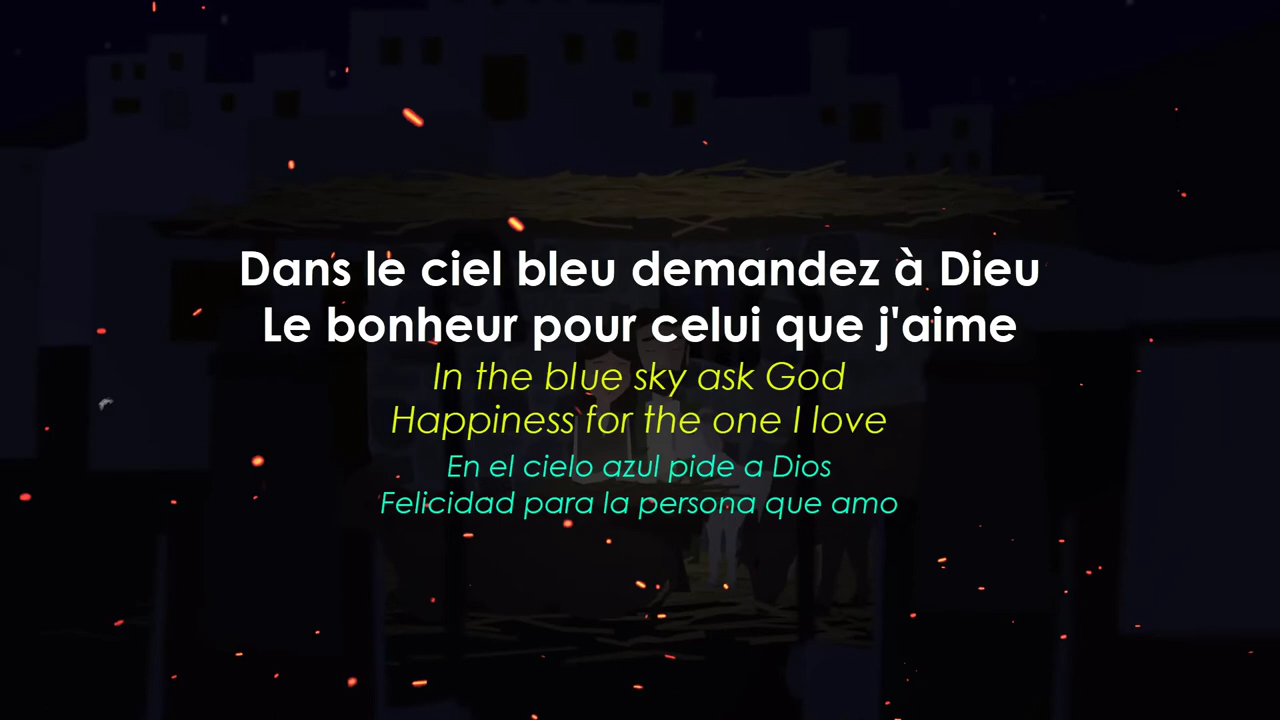 Dans le ciel bleu demandez à Dieu
Le bonheur pour celui que j'aime
In the blue sky ask God
Happiness for the one I love
En el cielo azul pide a Dios
Felicidad para la persona que amo